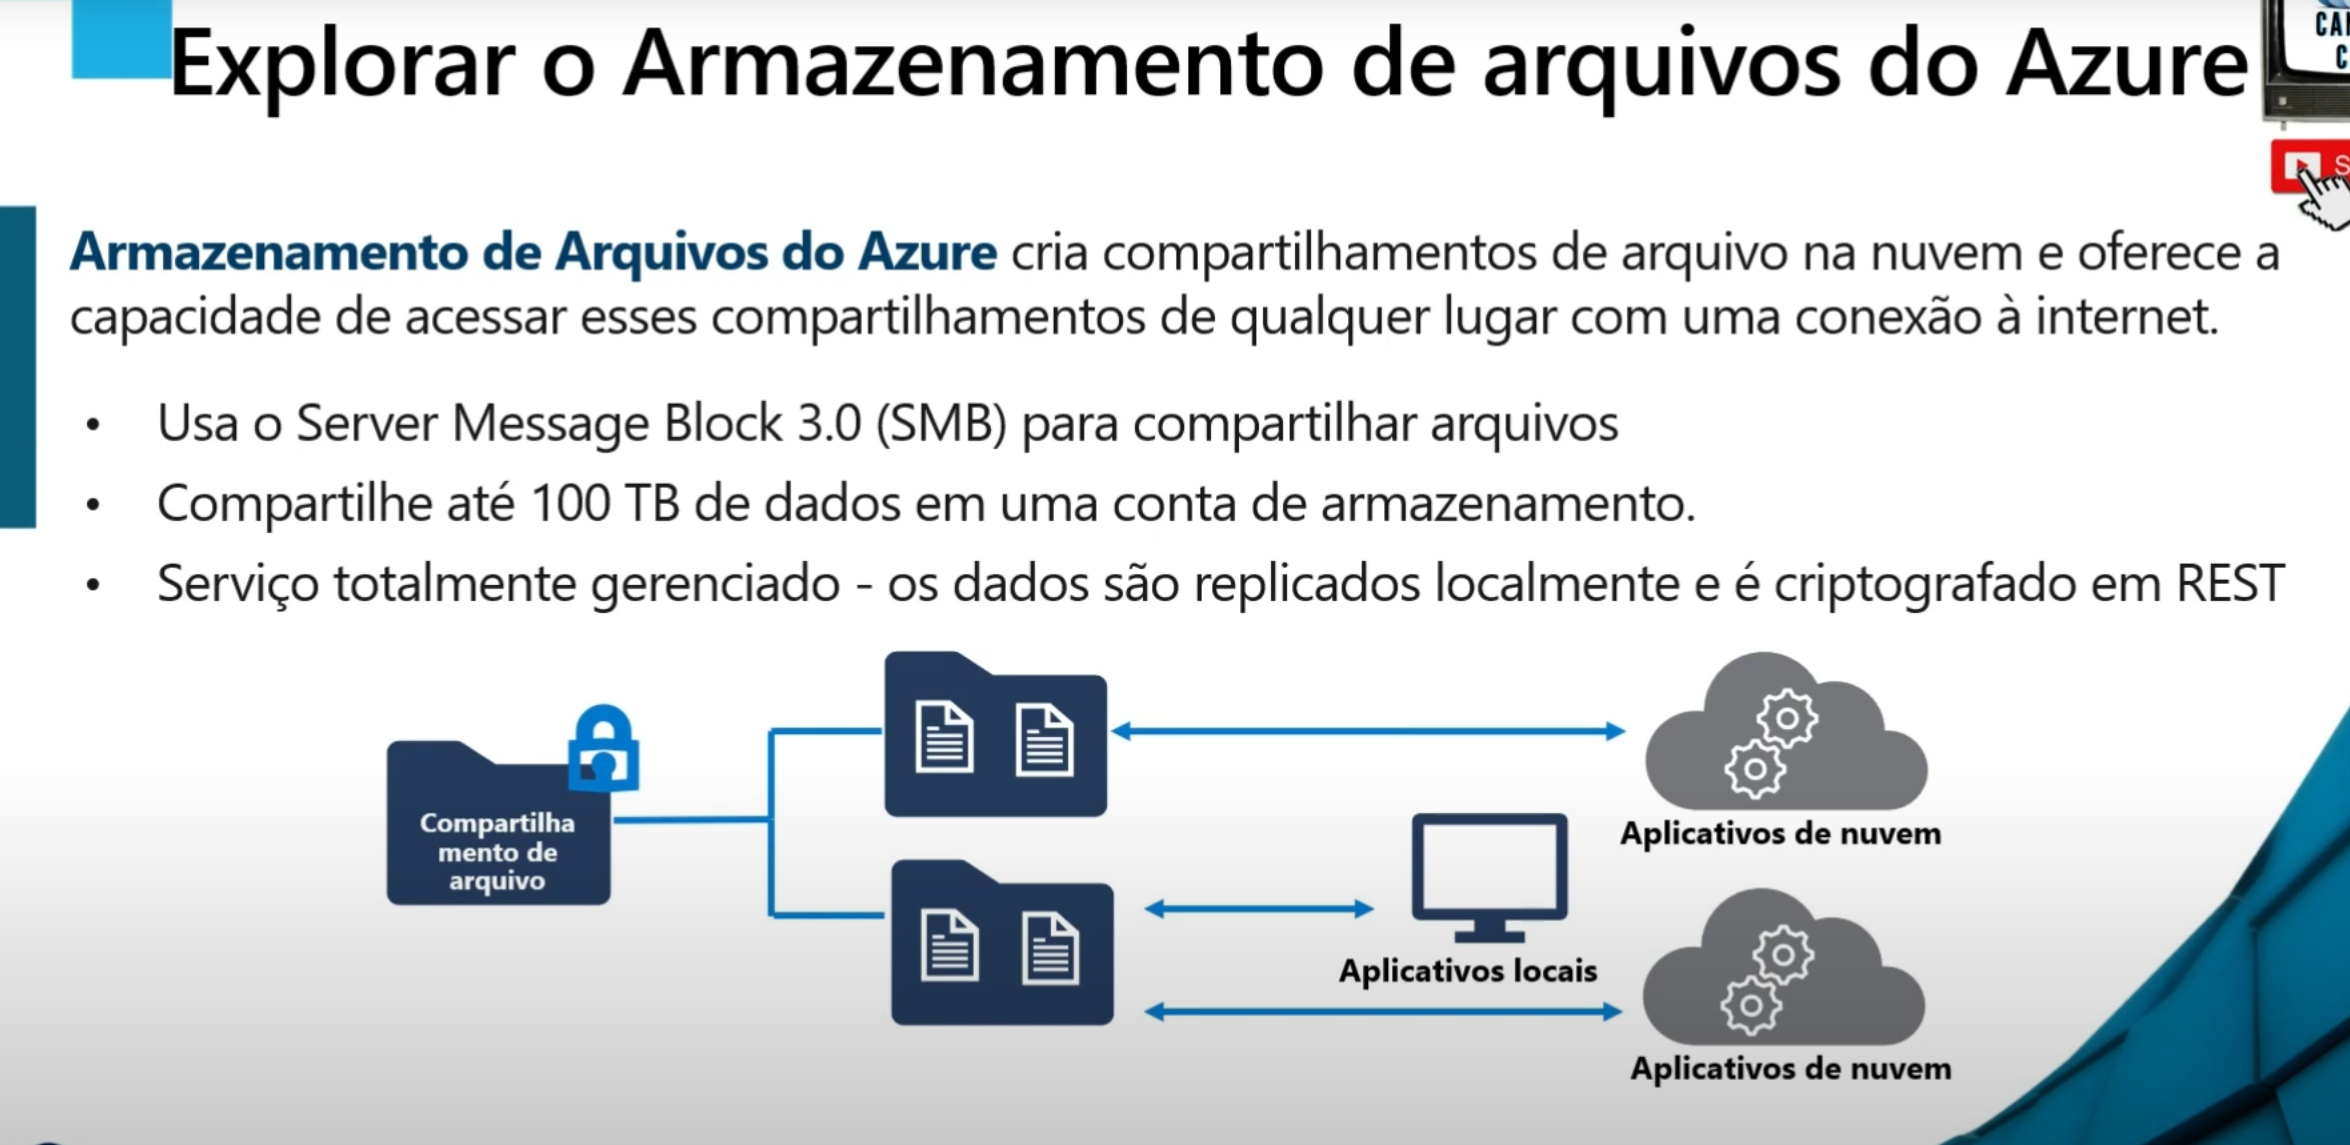 Explorar o Armazenamento de arquivos do Azure
Armazenamento de Arquivos do Azure cria compartilhamentos de arquivo na nuvem e oferece a
capacidade de acessar esses compartilhamentos de qualquer lugar com uma conexão à internet.
• Usa o Server Message Block 3.0 (SMB) para compartilhar arquivos
• Compartilhe até 100 TB de dados em uma conta de armazenamento.
• Serviço totalmente gerenciado - os dados são replicados localmente e é criptografado em REST
Compartilha
mento de
arquivo
Aplicativos de nuvem
Aplicativos locais
Aplicativos de nuvem